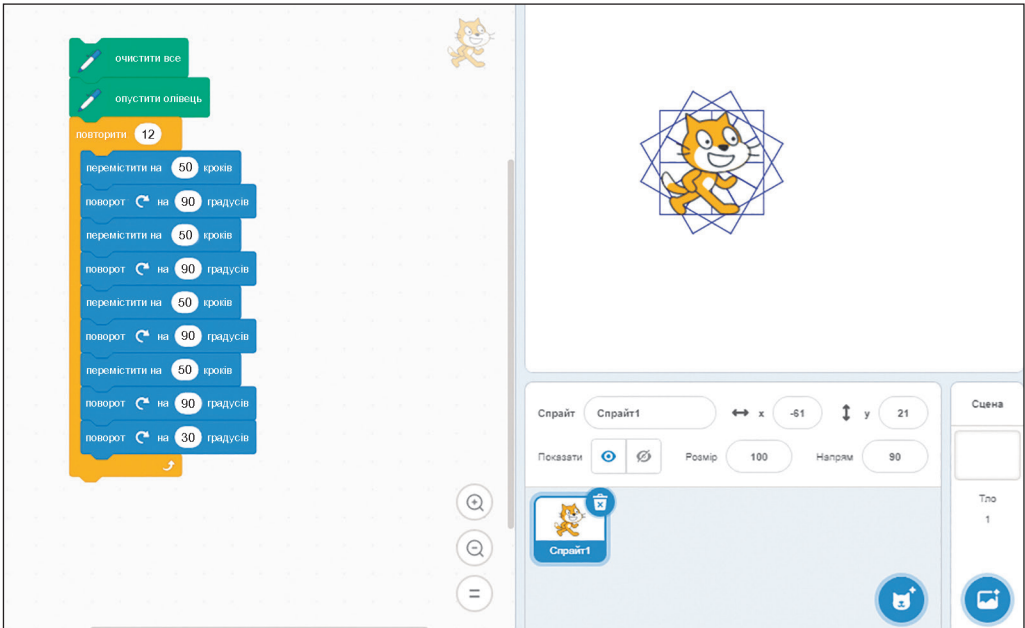 очистити все
опустити олівець
повторити 12
перемістити на 50 кроків
поворот на 90 градусів
перемістити на 50 кроків
поворот на 90 градусів
перемістити на 50 кроків
поворот на 90 градусів
перемістити на 50 кроків
поворот на 90 градусів
поворот на 30 градусів
Спрайт Спрайт1 x -61 y 21
Показати Розмір 100 Напрям 90
Спрайт1
Сцена
Тло
1